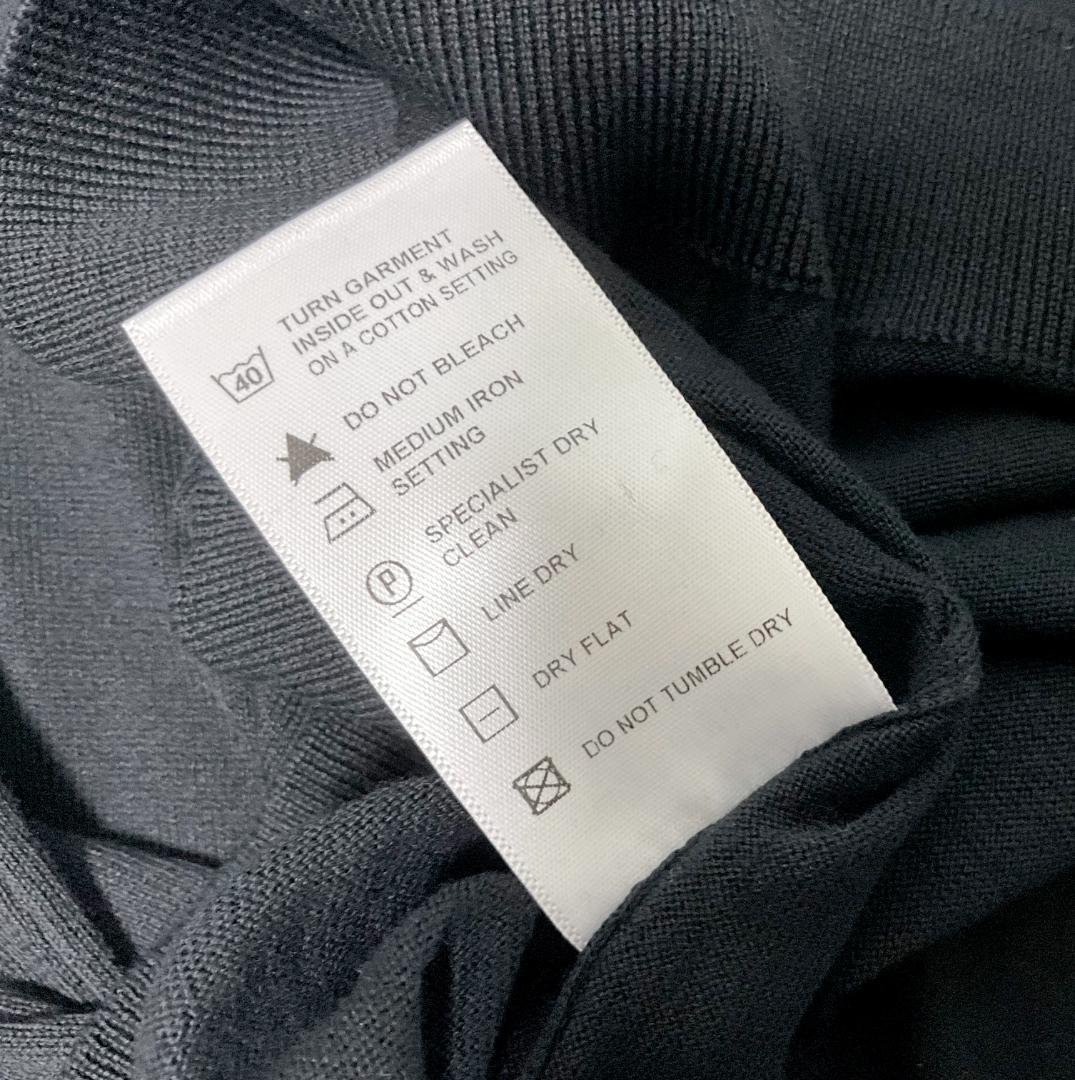 TURN GARMENT
INSIDE OUT & WASH
ON A COTTON SETTING
40
DO NOT BLEACH
MEDIUM IRON
SETTING
SPECIALIST DRY
CLEAN
P
LINE DRY
DRY FLAT
DO NOT TUMBLE DRY